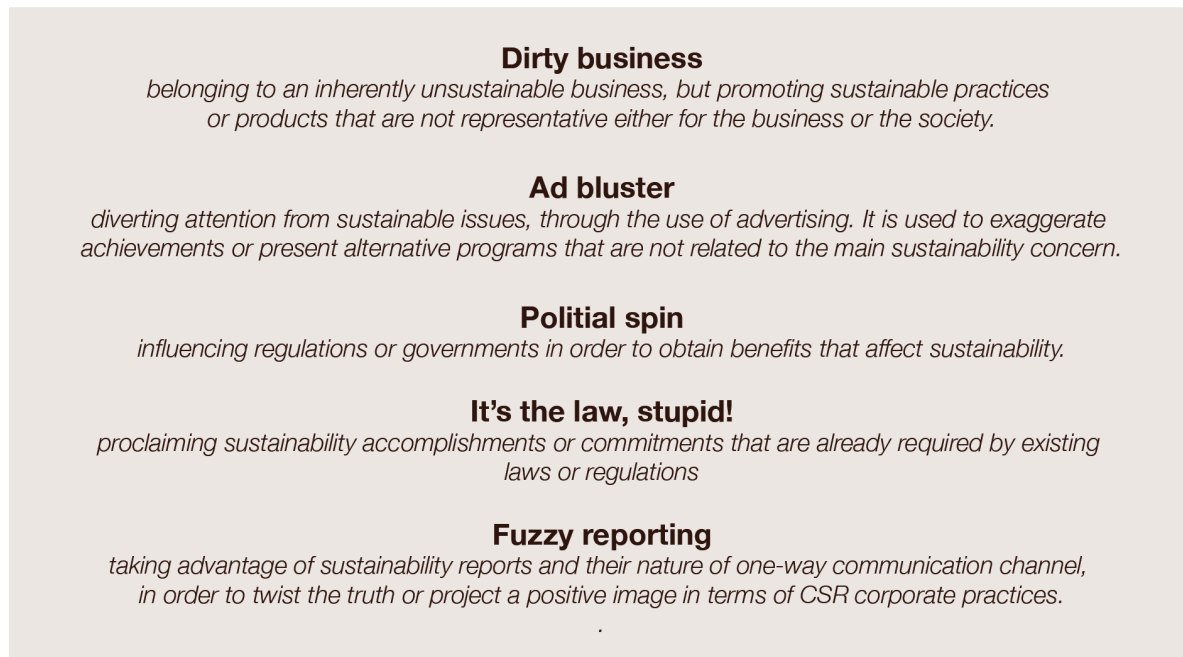 Dirty business
belonging to an inherently unsustainable business, but promoting sustainable practices
or products that are not representative either for the business or the society.
Ad bluster
diverting attention from sustainable issues, through the use of advertising. It is used to exaggerate
achievements or present alternative programs that are not related to the main sustainability concern.
Politial spin
influencing regulations or governments in order to obtain benefits that affect sustainability.
It’s the law, stupid!
proclaiming sustainability accomplishments or commitments that are already required by existing
laws or regulations
Fuzzy reporting
taking advantage of sustainability reports and their nature of one-way communication channel,
in order to twist the truth or project a positive image in terms of CSR corporate practices.
.